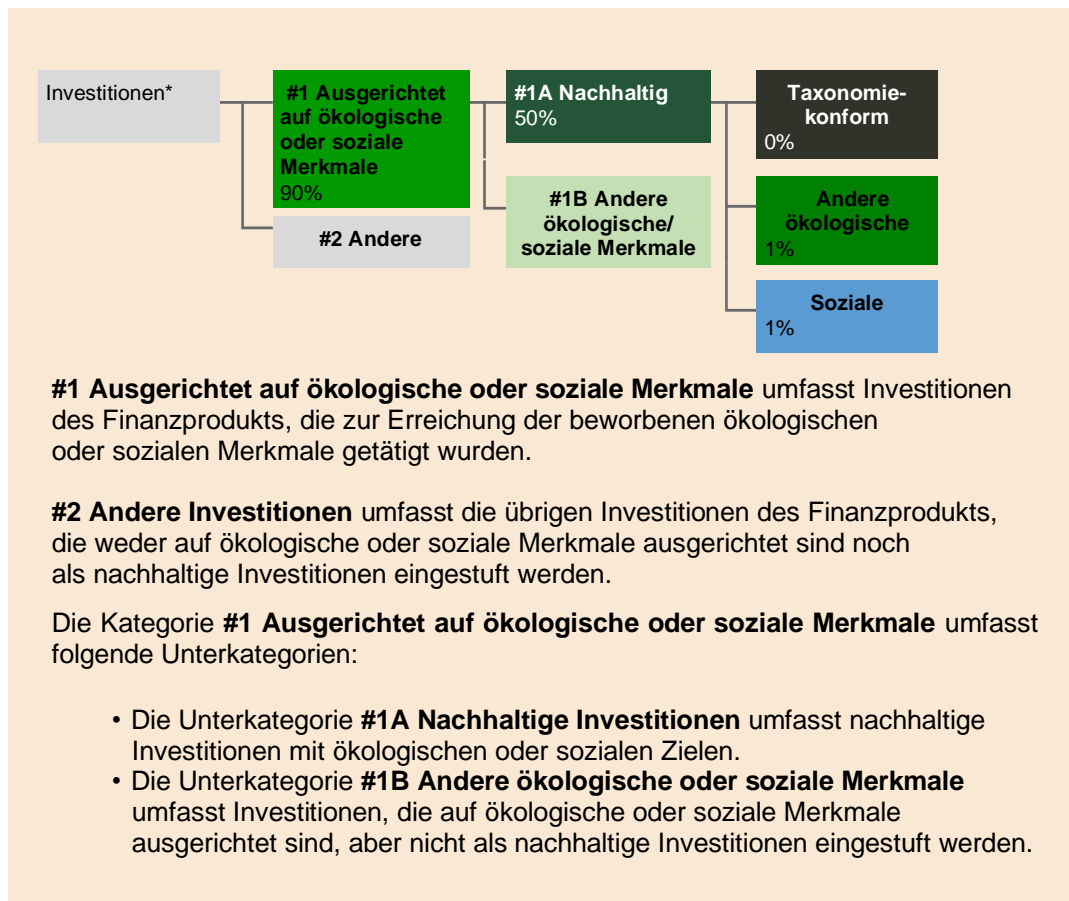 Investitionen*
#1 Ausgerichtet
auf ökologische
oder soziale
Merkmale
90%
#2 Andere
#1A Nachhaltig
50%
#1B Andere
ökologische/
soziale Merkmale
Taxonomie-
konform
0%
Andere
ökologische
1%
Soziale
1%
#1 Ausgerichtet auf ökologische oder soziale Merkmale umfasst Investitionen
des Finanzprodukts, die zur Erreichung der beworbenen ökologischen
oder sozialen Merkmale getätigt wurden.
#2 Andere Investitionen umfasst die übrigen Investitionen des Finanzprodukts,
die weder auf ökologische oder soziale Merkmale ausgerichtet sind noch
als nachhaltige Investitionen eingestuft werden.
Die Kategorie #1 Ausgerichtet auf ökologische oder soziale Merkmale umfasst
folgende Unterkategorien:
• Die Unterkategorie #1A Nachhaltige Investitionen umfasst nachhaltige
Investitionen mit ökologischen oder sozialen Zielen.
• Die Unterkategorie #1B Andere ökologische oder soziale Merkmale
umfasst Investitionen, die auf ökologische oder soziale Merkmale
ausgerichtet sind, aber nicht als nachhaltige Investitionen eingestuft werden.